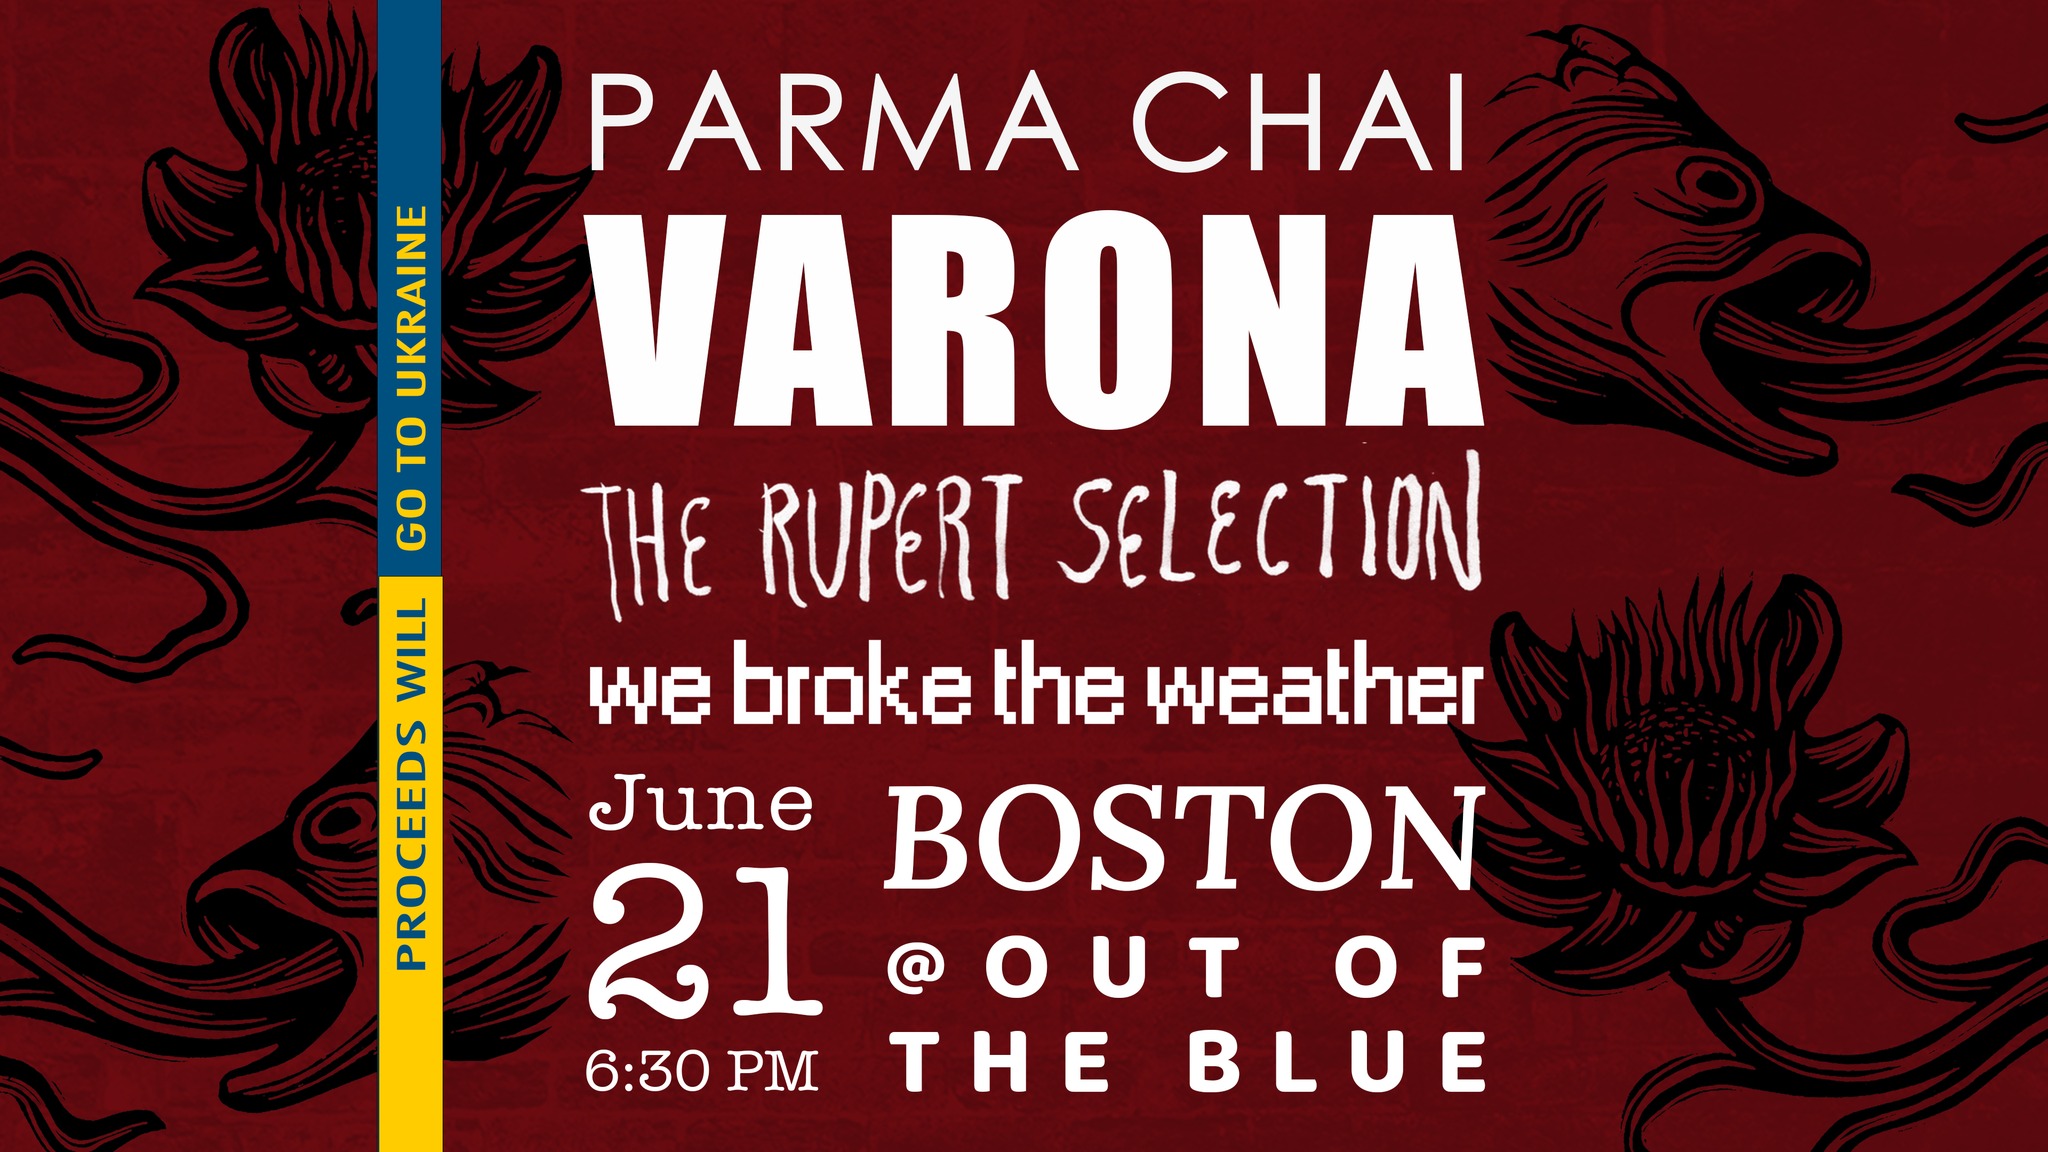 PROCEEDS WILL GO TO UKRAINE
PARMA CHAI
VARONA
THE RUPERT SELECTION
we broke the weather
June
21
6:30 PM
BOSTON
@OUT OF
THE BLUE